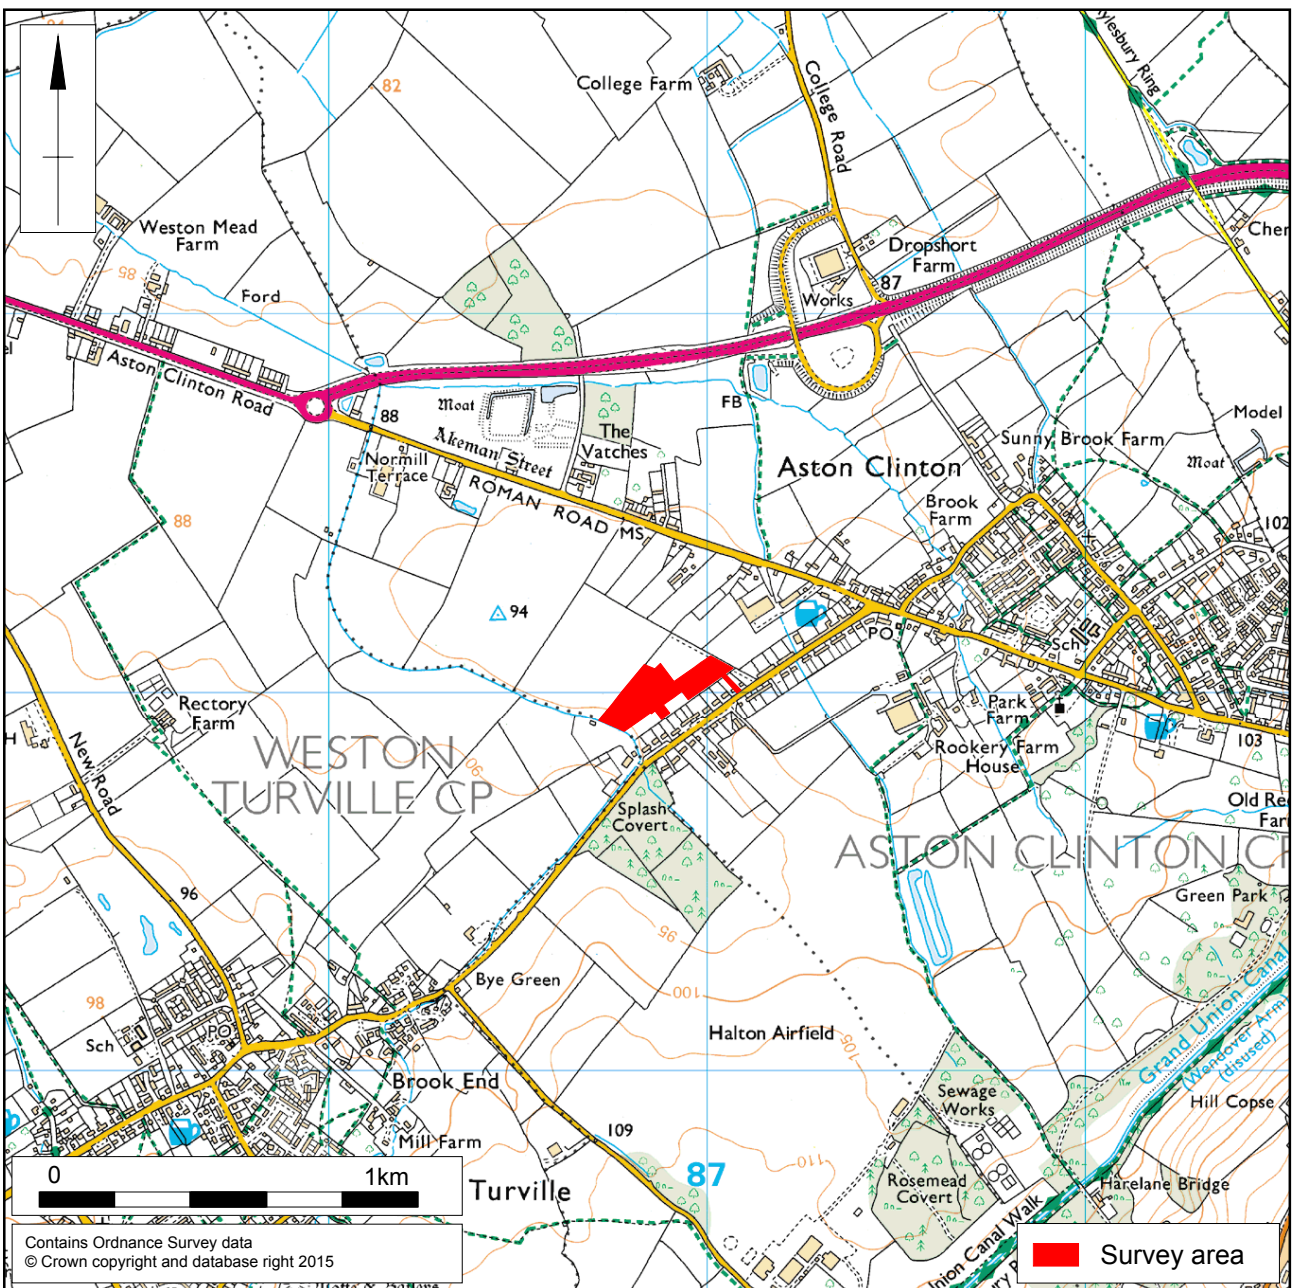 82
College Farm
College Road
Aylesbury Ring
Weston Mead
Farm
85
Ford
Dropshort
Farm
87
Works
Cher
Aston Clinton Road
88
Moat
Akeman Street
The
Vatches
FB
Normill
Terrace
ROMAN ROAD
MS
Aston Clinton
Sunny Brook Farm
Model
Moat
Brook
Farm
102
88
94
PO
Sch
Park
Farm
Rookery Farm
House
103
Rectory
Farm
H
New Road
WESTON
TURVILLE CP
90
Splash
Covert
Old Re
Far
ASTON CLINTON CP
Green Park
96
95
100
Bye Green
98
Sch
PO
Halton Airfield
105
Grand Union Canal
(Wendover Arm)
(disused)
Hill Copse
Brook End
Sewage
Works
Mill Farm
109
87
110
Rosemead
Covert
Harelane Bridge
Turville
nion Canal Walk
0 1km
Contains Ordnance Survey data
© Crown copyright and database right 2015
Survey area